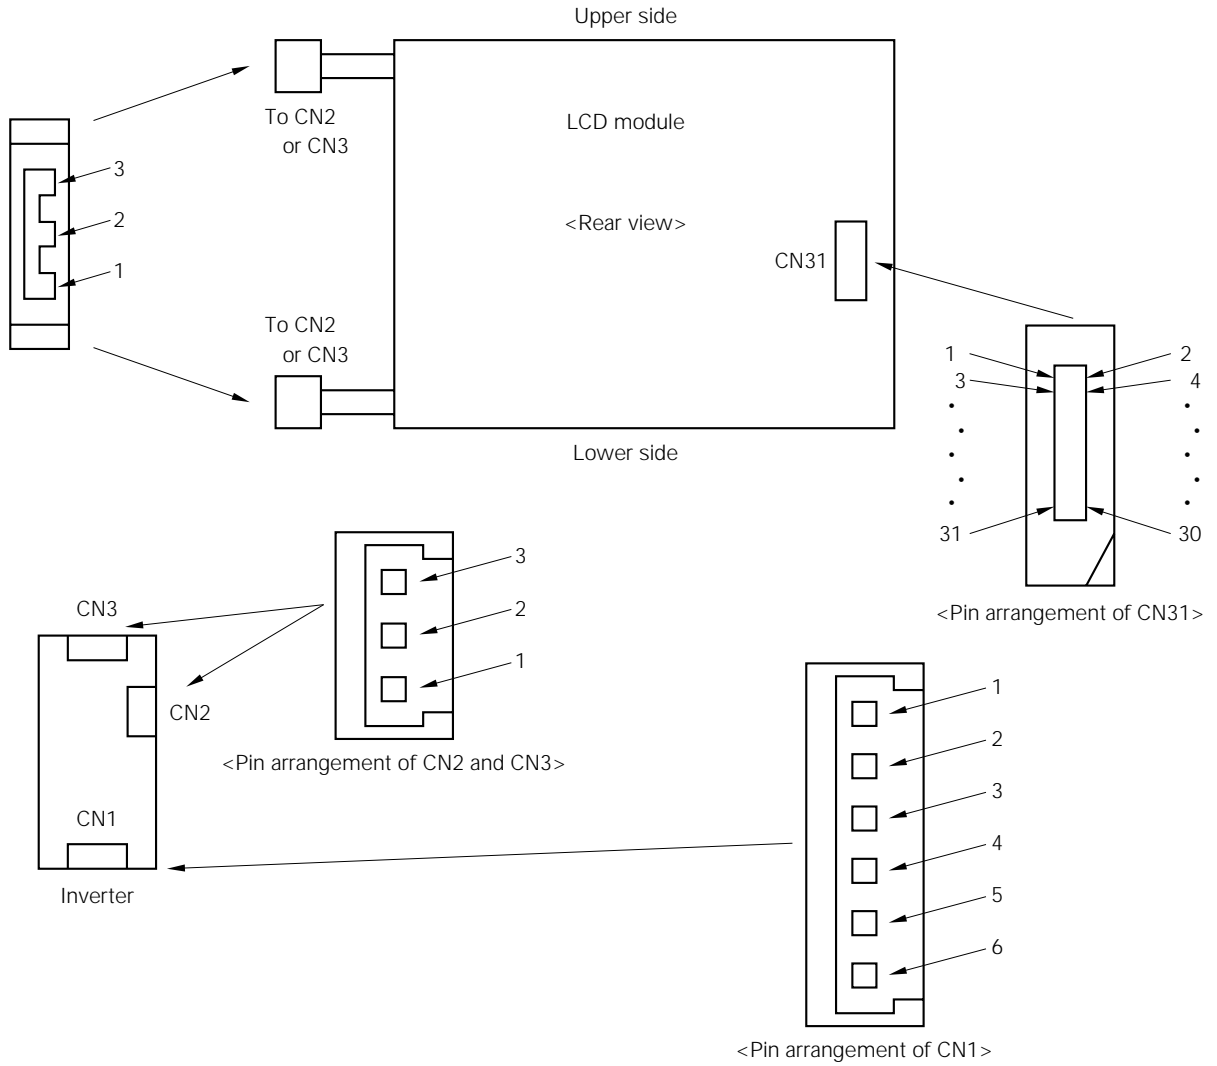 Upper side
To CN2
or CN3
LCD module
3
2
1
<Rear view>
CN31
To CN2
or CN3
Lower side
1
2
3
4
31
30
<Pin arrangement of CN31>
3
2
1
<Pin arrangement of CN2 and CN3>
CN3
CN2
CN1
Inverter
1
2
3
4
5
6
<Pin arrangement of CN1>